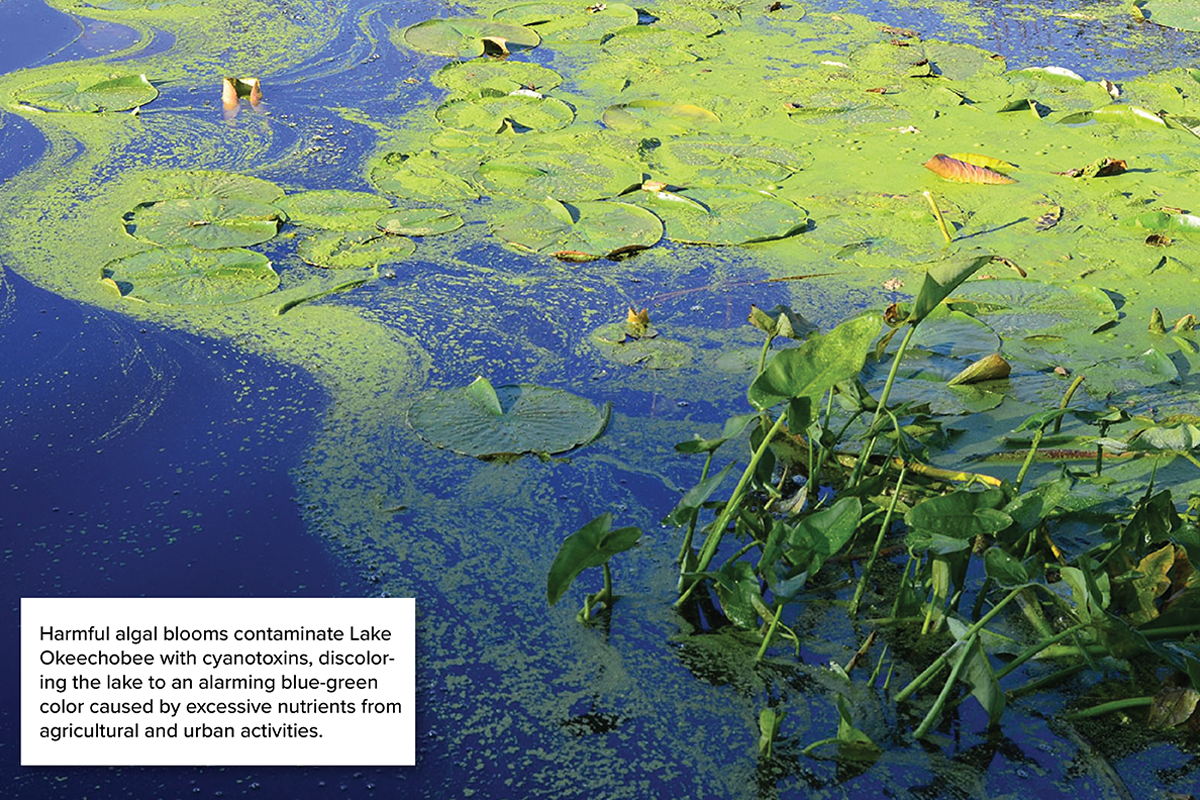 Harmful algal blooms contaminate Lake
Okeechobee with cyanotoxins, discolor-
ing the lake to an alarming blue-green
color caused by excessive nutrients from
agricultural and urban activities.